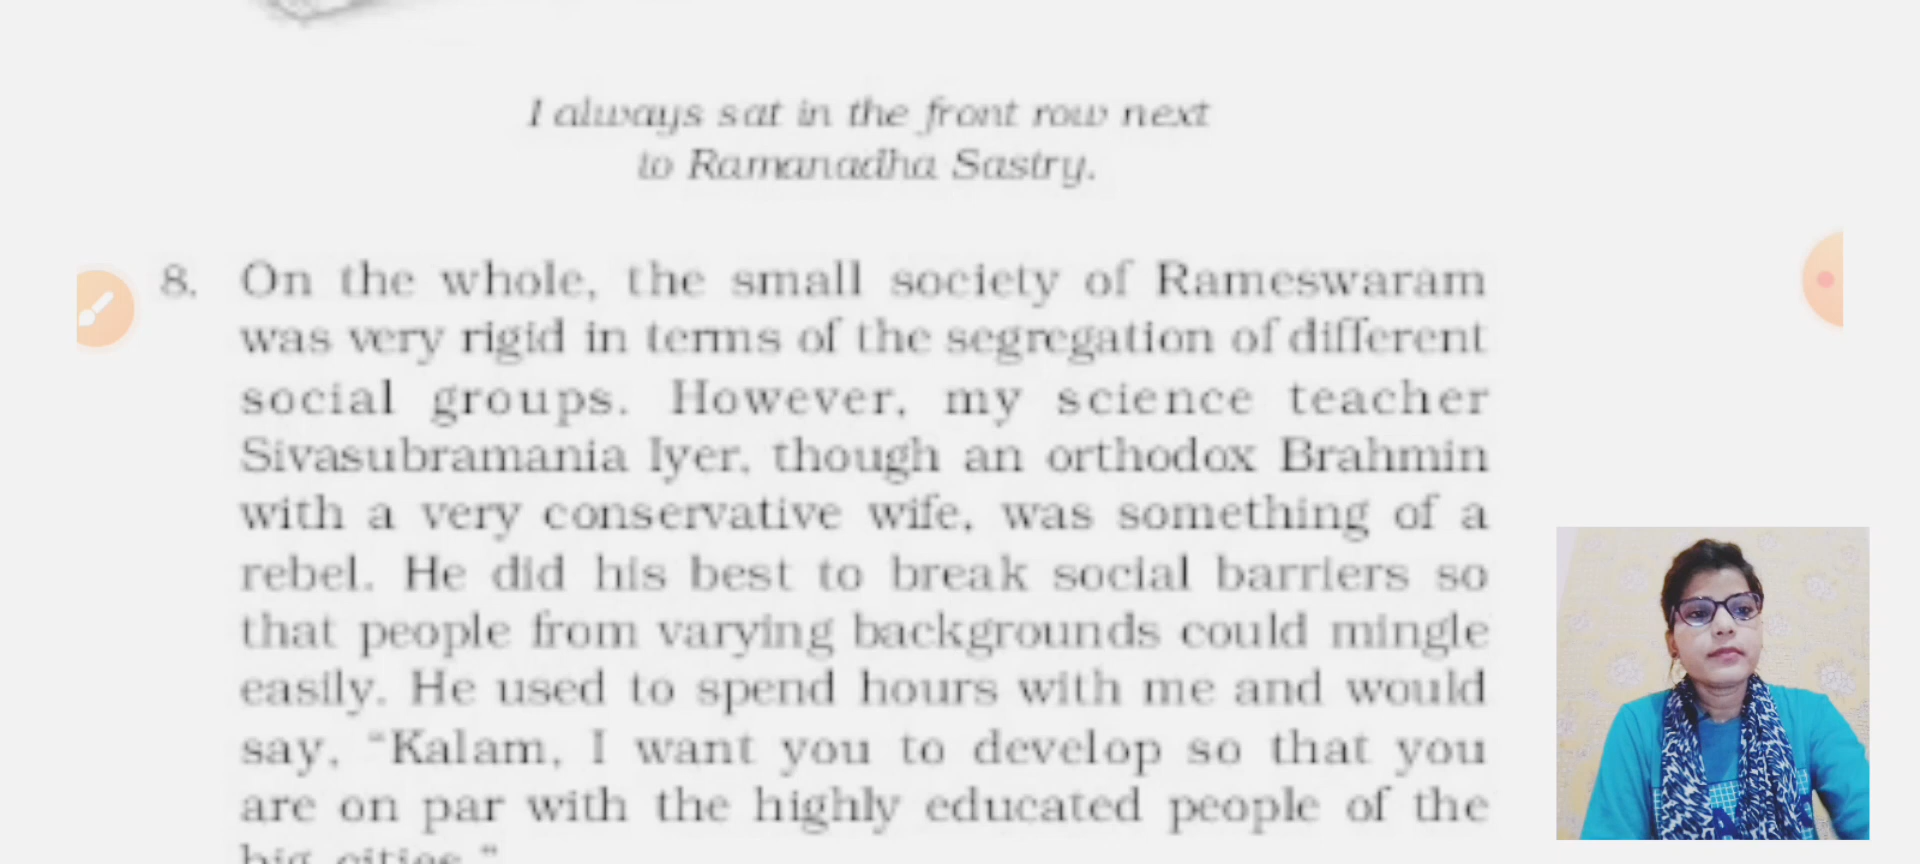 I always sat in the front row next
to Ramanadha Sastry.
8. On the whole, the small society of Rameswaram
was very rigid in terms of the segregation of different
social groups. However, my science teacher
Sivasubramania Iyer, though an orthodox Brahmin
with a very conservative wife, was something of a
rebel. He did his best to break social barriers so
that people from varying backgrounds could mingle
easily. He used to spend hours with me and would
say, “Kalam, I want you to develop so that you
are on par with the highly educated people of the
big cities.”